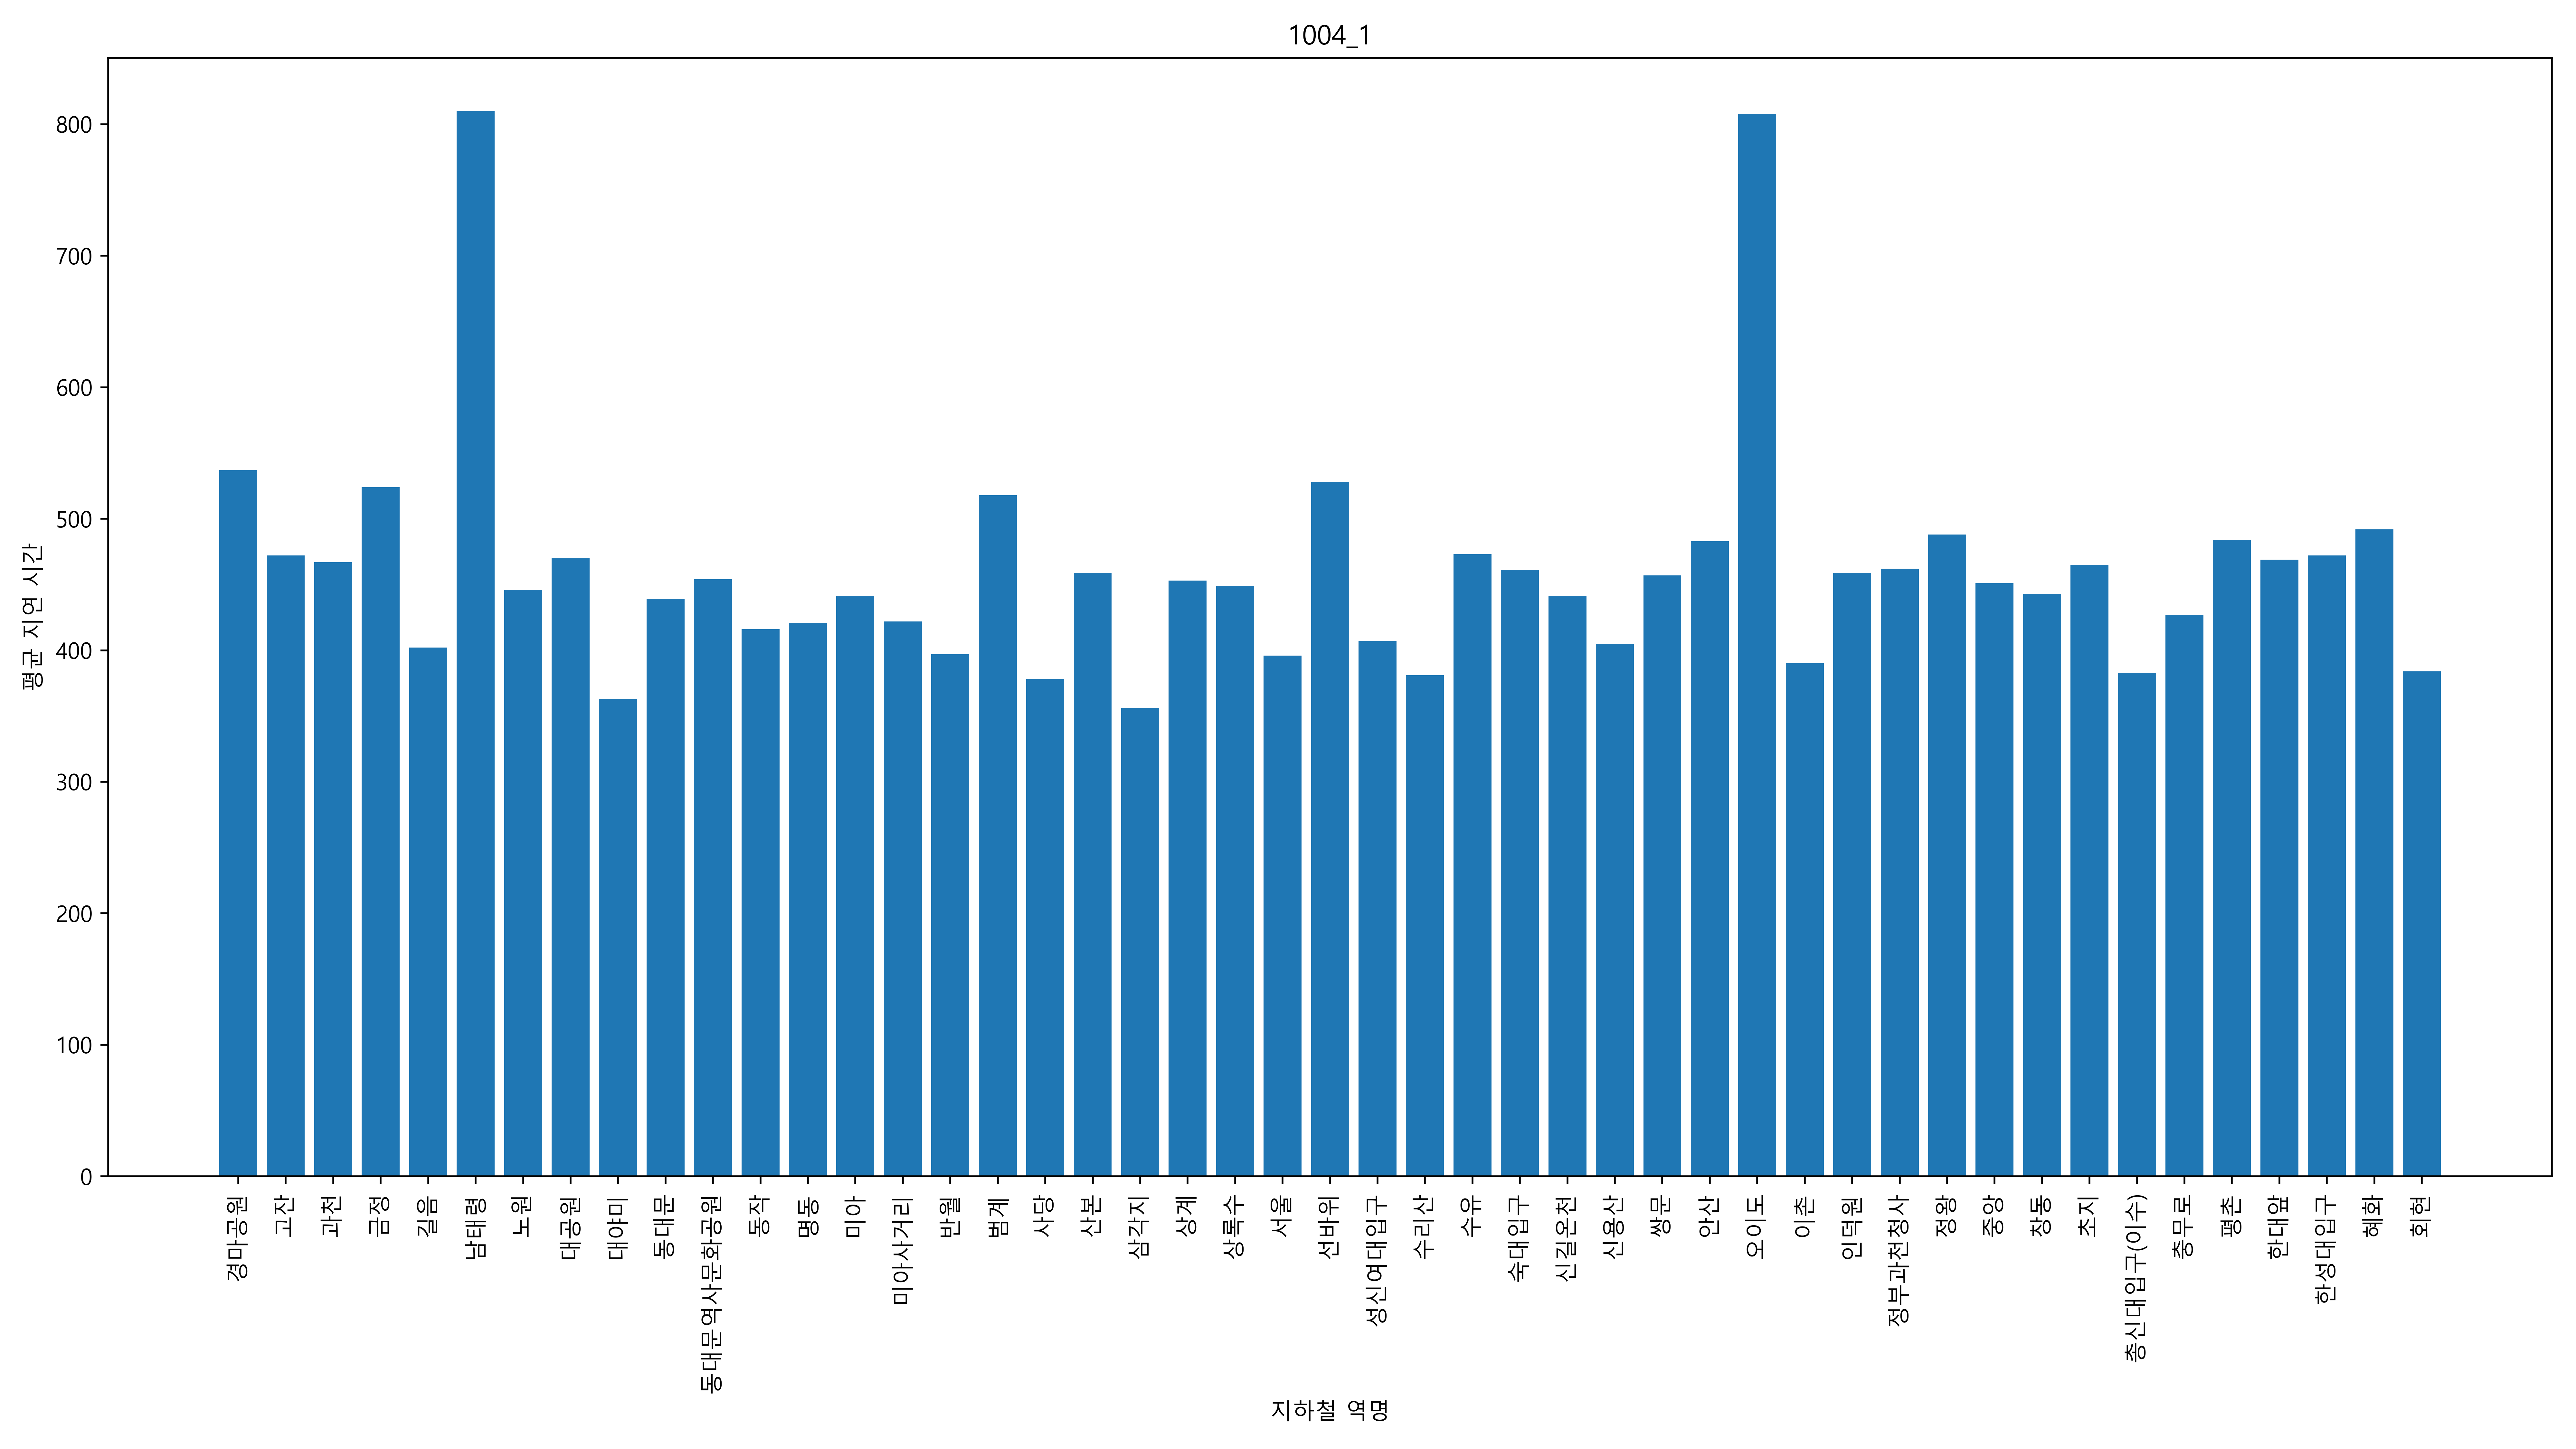 1004_1
평균 지연 시간
800
700
600
500
400
300
200
100
0
경마공원
고잔
과천
금정
길음
남태령
노원
대공원
대야미
동대문
동대문역사문화공원
동작
명동
미아
미아사거리
반월
범계
사당
산본
삼각지
상계
상록수
서울
선바위
성신여대입구
수리산
수유
숙대입구
신길온천
신용산
쌍문
안산
오이도
이촌
인덕원
정부과천청사
정왕
중앙
창동
초지
총신대입구(이수)
충무로
평촌
한대앞
한성대입구
혜화
회현
지하철 역명